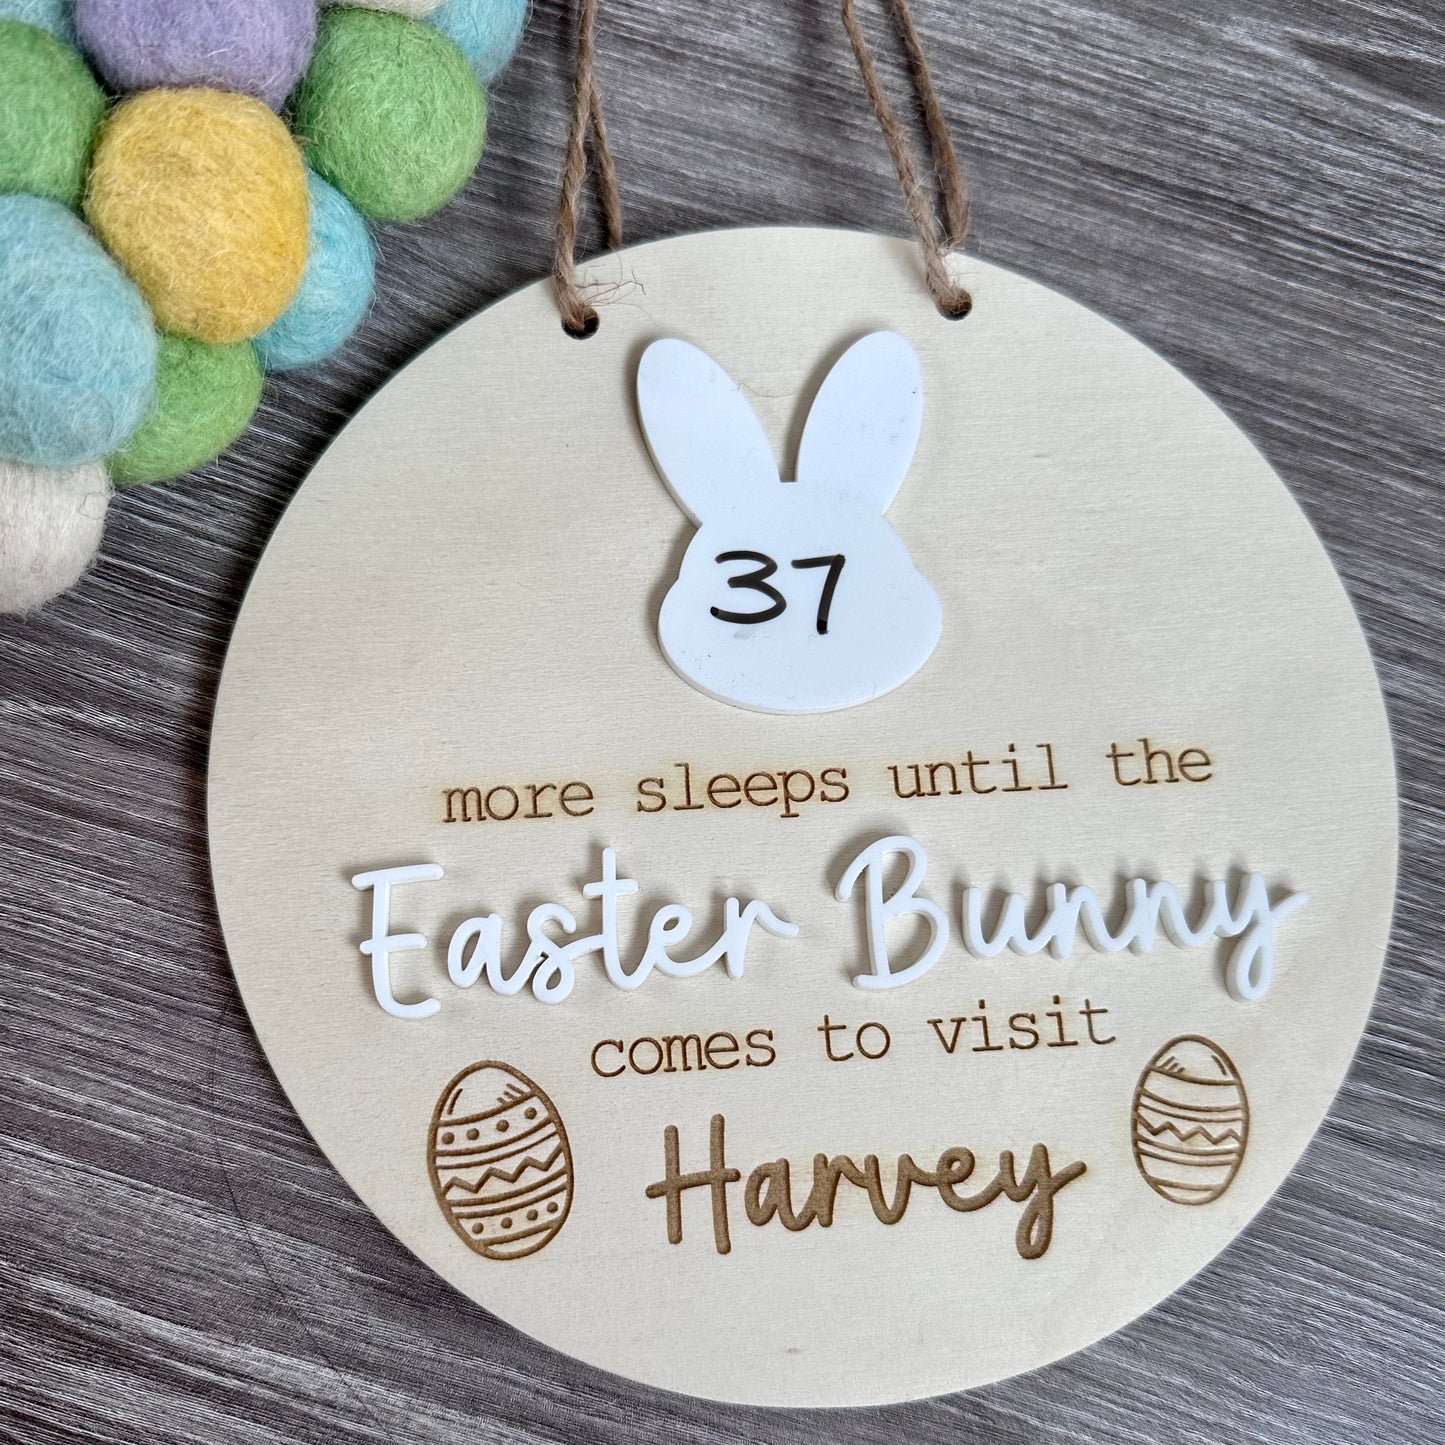 37
more sleeps until the
Easter Bunny
comes to visit
Harvey